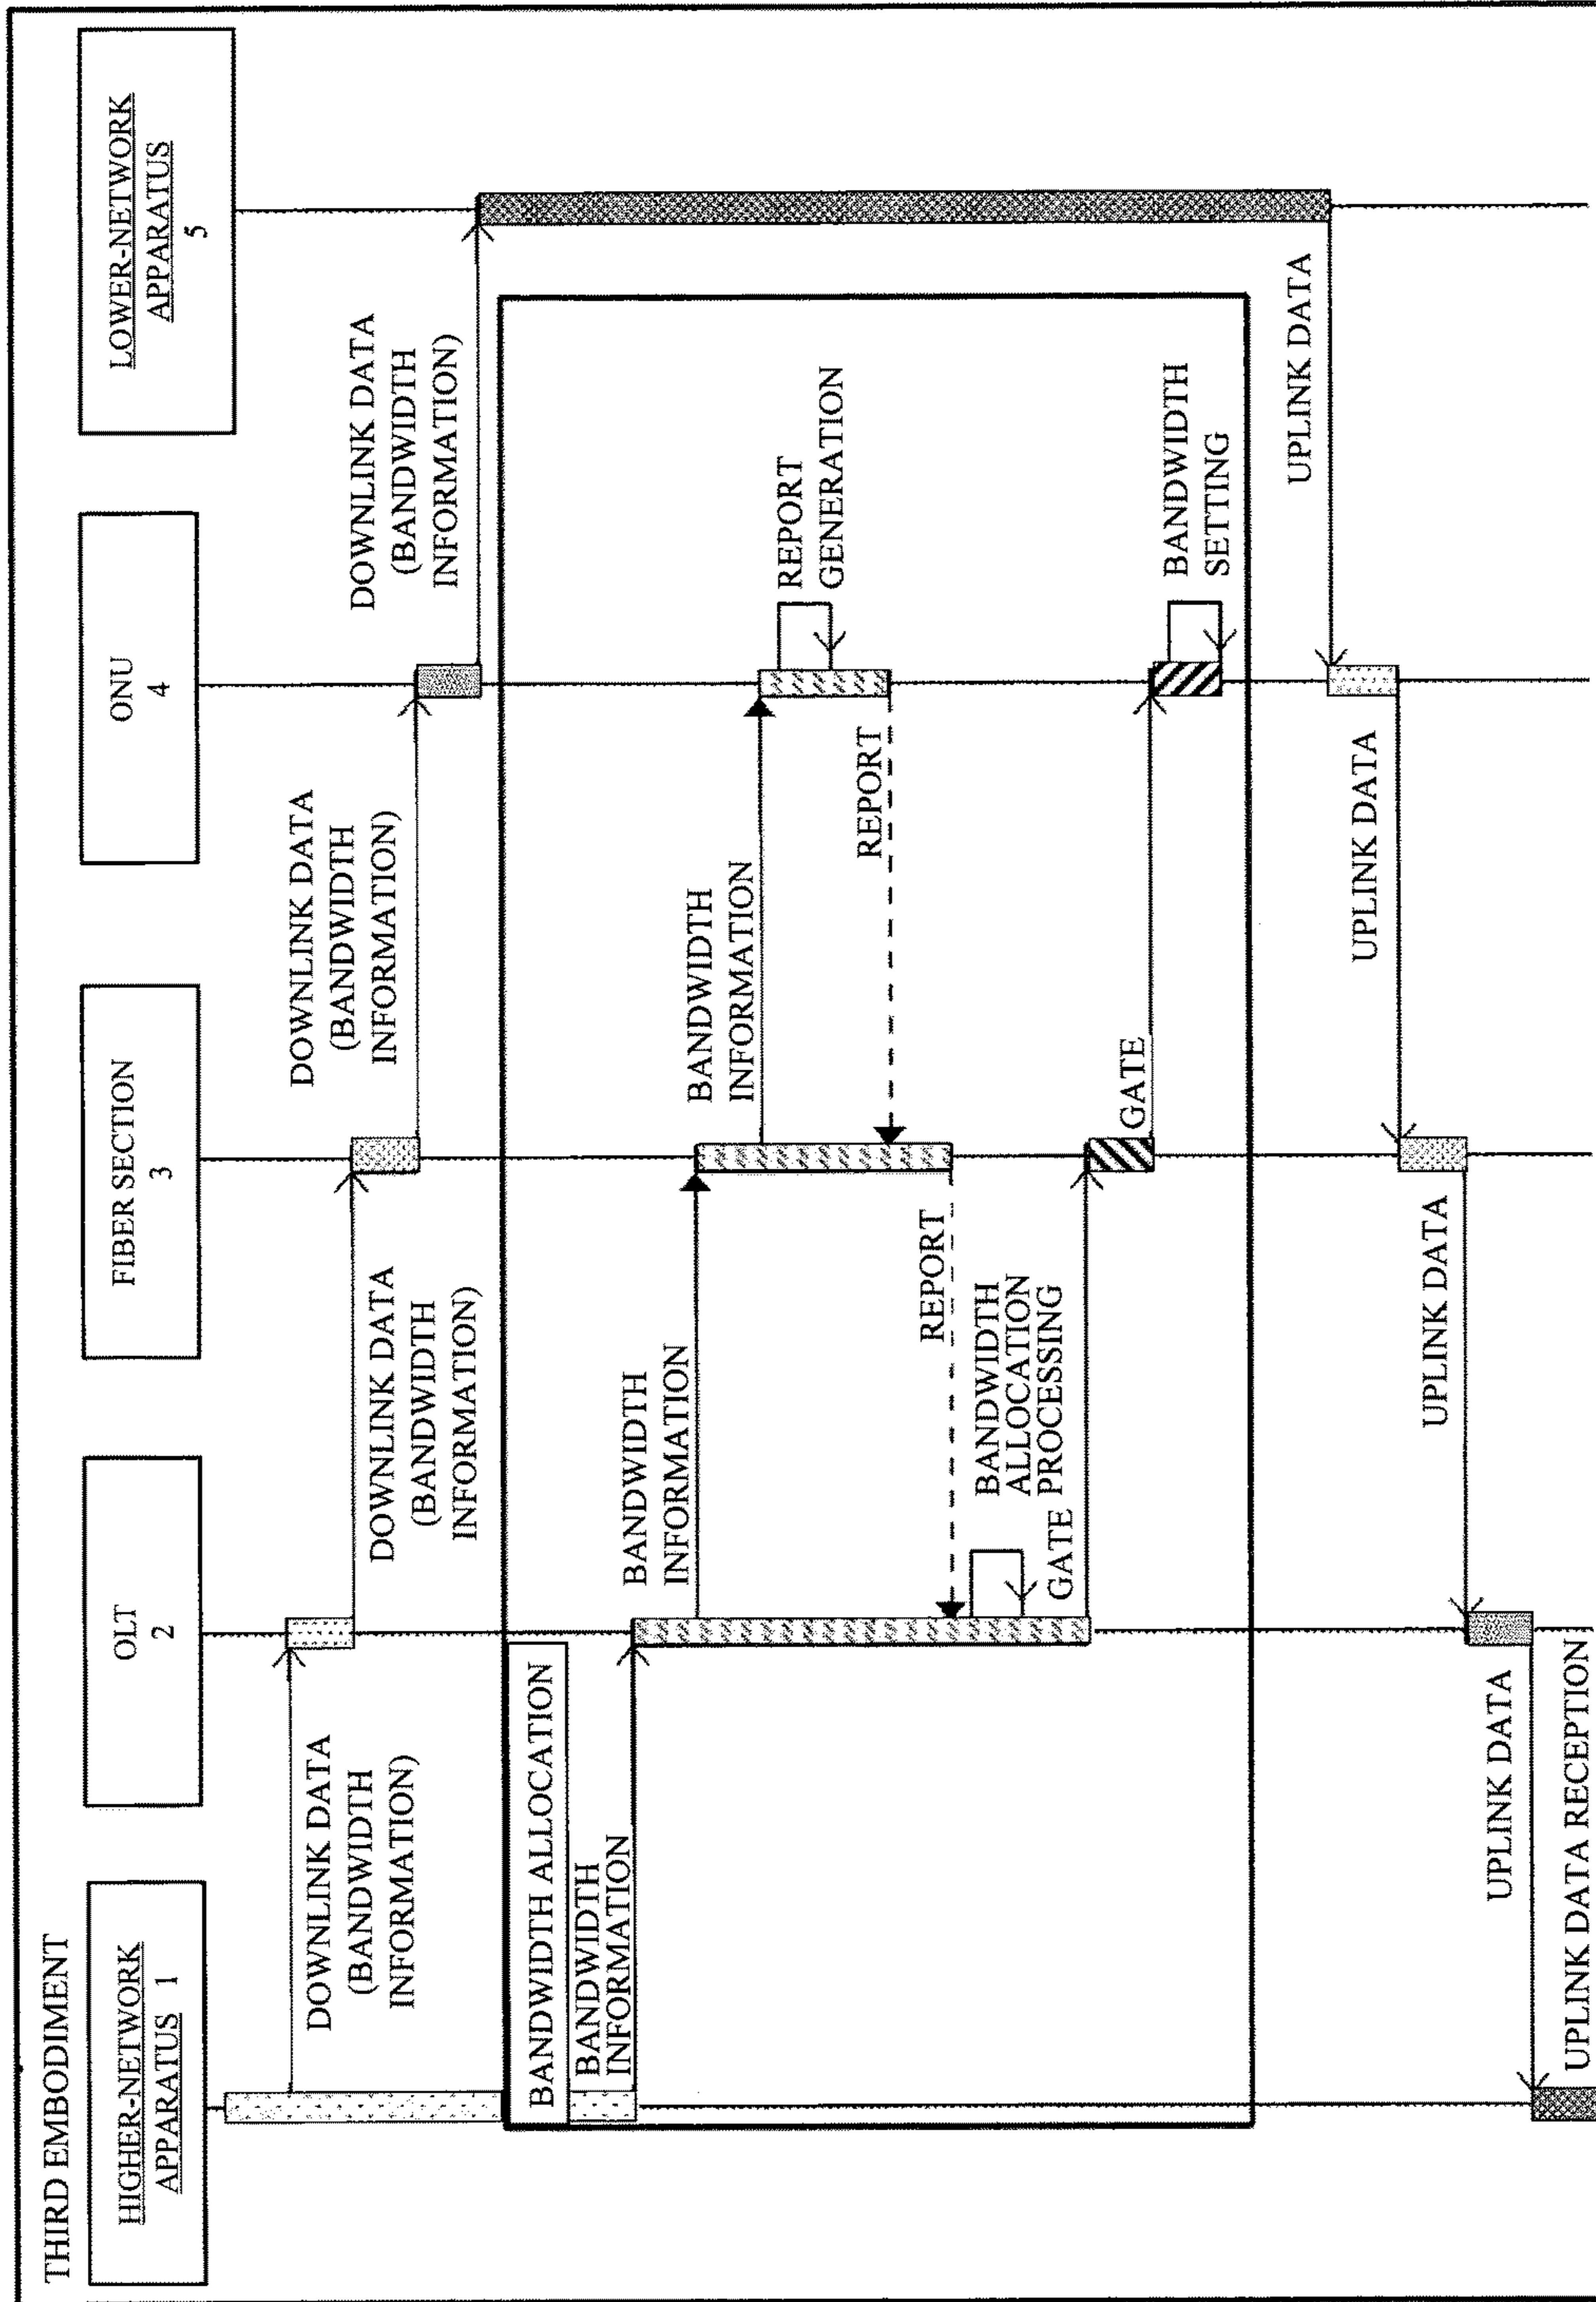 THIRD EMBODIMENT
HIGHER-NETWORK
APPARATUS 1
OLT
2
FIBER SECTION
3
ONU
4
LOWER-NETWORK
APPARATUS
5
DOWNLINK DATA
(BANDWIDTH
INFORMATION)
DOWNLINK DATA
(BANDWIDTH
INFORMATION)
DOWNLINK DATA
(BANDWIDTH
INFORMATION)
DOWNLINK DATA
(BANDWIDTH
INFORMATION)
BANDWIDTH ALLOCATION
BANDWIDTH
INFORMATION
BANDWIDTH
INFORMATION
BANDWIDTH
INFORMATION
REPORT
GENERATION
REPORT
REPORT
BANDWIDTH
ALLOCATION
PROCESSING
GATE
GATE
BANDWIDTH
SETTING
UPLINK DATA
UPLINK DATA
UPLINK DATA
UPLINK DATA
UPLINK DATA RECEPTION